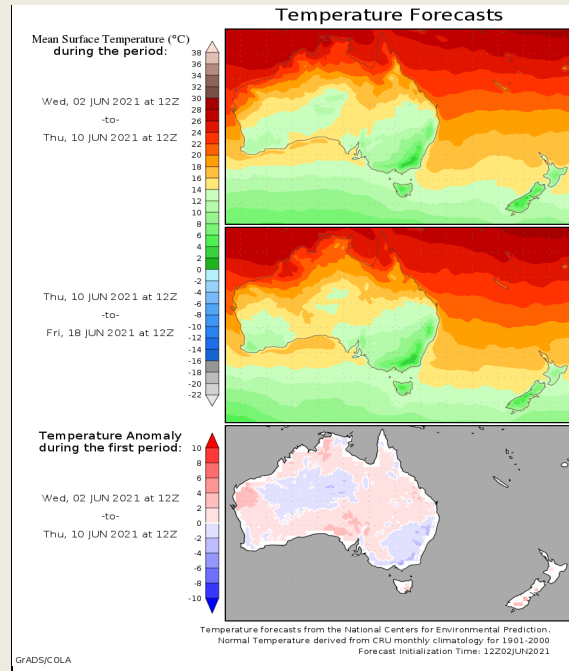 Temperature Forecasts
Mean Surface Temperature (°C)
during the period:
38
36
34
32
30
28
26
24
22
20
18
16
14
12
10
8
6
4
2
0
-2
-4
-6
-8
-10
-12
-14
-16
-18
-20
-22
Wed, 02 JUN 2021 at 12Z
-to-
Thu, 10 JUN 2021 at 12Z
Thu, 10 JUN 2021 at 12Z
-to-
Fri, 18 JUN 2021 at 12Z
Temperature Anomaly
during the first period:
10
8
6
4
2
0
-2
-4
-6
-8
-10
Wed, 02 JUN 2021 at 12Z
-to-
Thu, 10 JUN 2021 at 12Z
Temperature forecasts from the National Centers for Environmental Prediction.
Normal Temperature derived from CRU monthly climatology for 1901-2000
Forecast Initialization Time: 12Z02JUN2021
GrADS/COLA